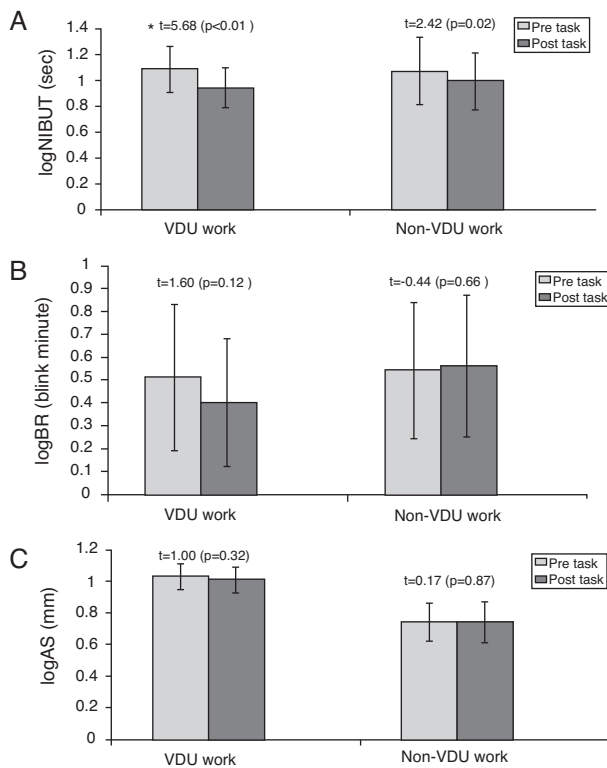 A
logNIBUT (sec)
1.4
1.2
1
0.8
0.6
0.4
0.2
0
* t=5.68 (p<0.01 )
t=2.42 (p=0.02)
Pre task
Post task
VDU work
Non-VDU work
B
logBR (blink minute)
1
0.9
0.8
0.7
0.6
0.5
0.4
0.3
0.2
0.1
0
t=1.60 (p=0.12 )
t=-0.44 (p=0.66 )
Pre task
Post task
VDU work
Non-VDU work
C
logAS (mm)
1.2
1
0.8
0.6
0.4
0.2
0
t=1.00 (p=0.32)
t=0.17 (p=0.87)
Pre task
Post task
VDU work
Non-VDU work